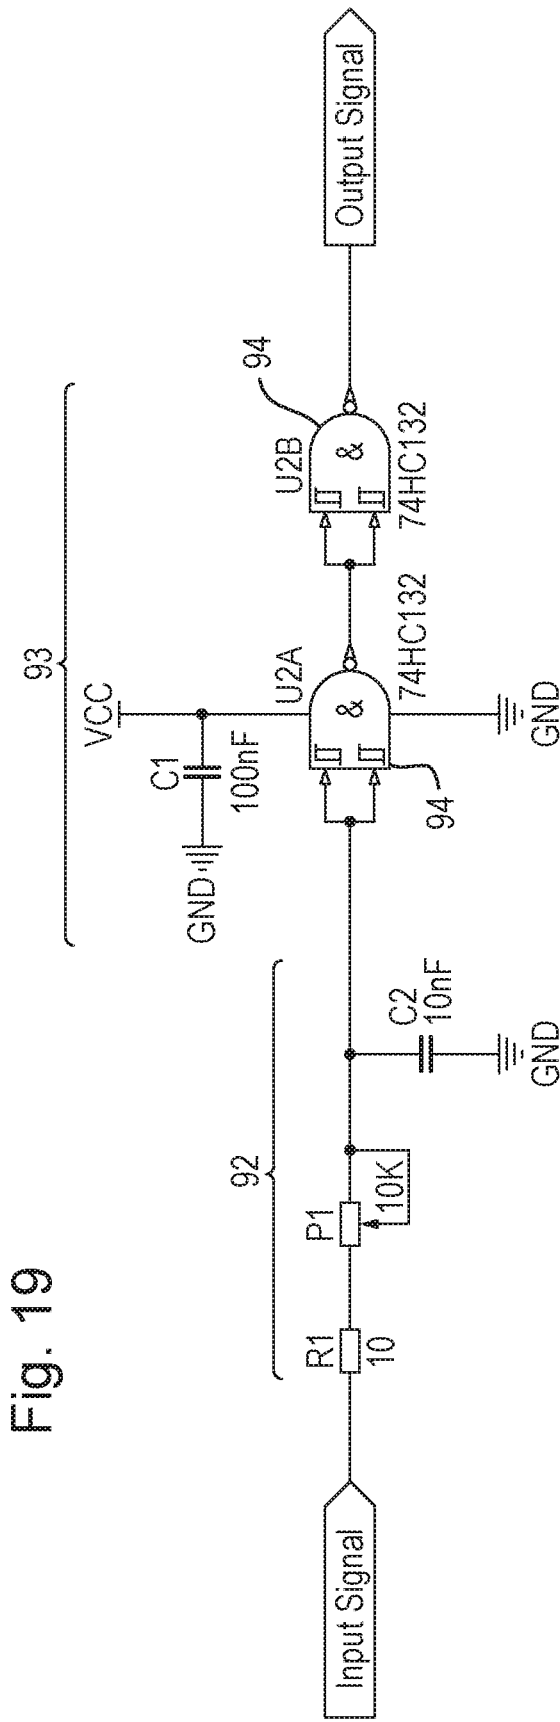 Fig. 19
93
92
VCC
C1
100nF
GND
Input Signal
R1
10
P1
10K
C2
10nF
GND
U2A
&
74HC132
94
GND
U2B
&
74HC132
94
Output Signal